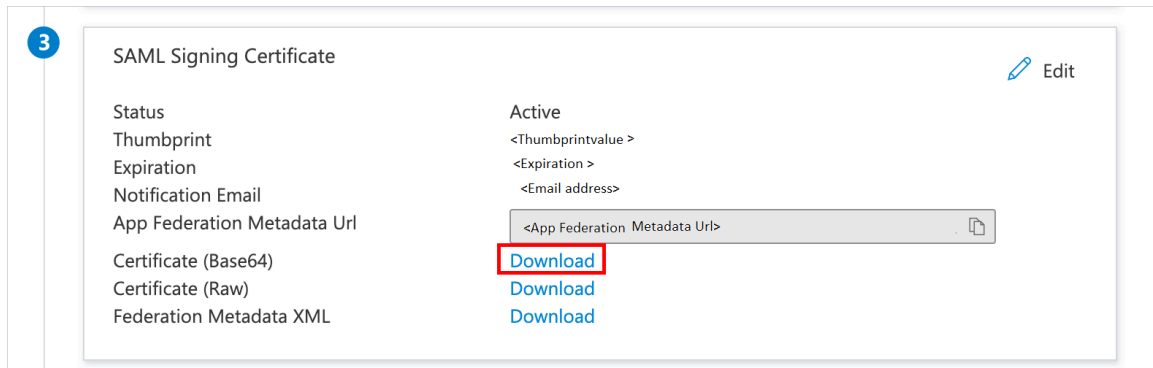 3
SAML Signing Certificate
Edit
Status Active
Thumbprint <Thumbprintvalue >
Expiration <Expiration >
Notification Email <Email address>
App Federation Metadata Url <App Federation Metadata Url>
Certificate (Base64) Download
Certificate (Raw) Download
Federation Metadata XML Download